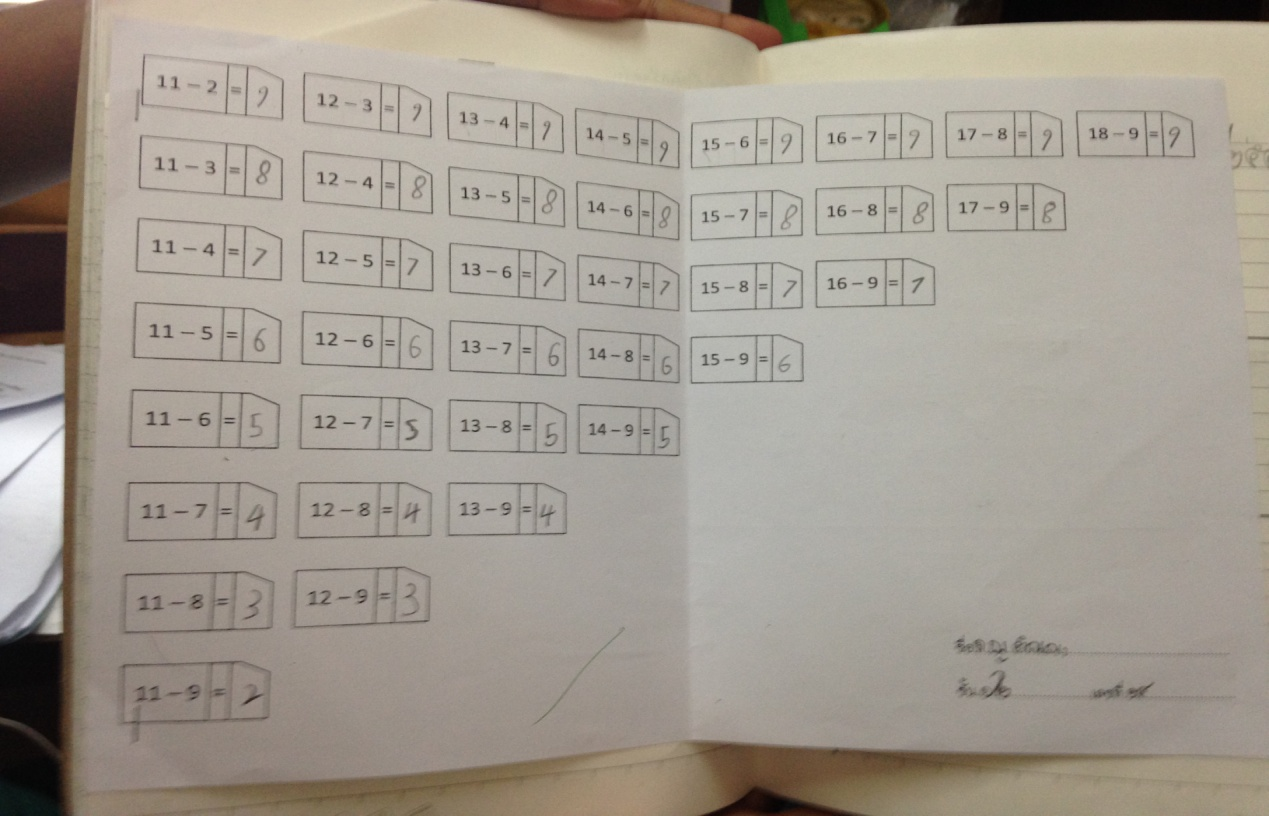 11 – 2 = 9 12 – 3 = 9 13 – 4 = 9 14 – 5 = 9 15 – 6 = 9 16 – 7 = 9 17 – 8 = 9 18 – 9 = 9
11 – 3 = 8 12 – 4 = 8 13 – 5 = 8 14 – 6 = 8 15 – 7 = 8 16 – 8 = 8 17 – 9 = 8
11 – 4 = 7 12 – 5 = 7 13 – 6 = 7 14 – 7 = 7 15 – 8 = 7 16 – 9 = 7
11 – 5 = 6 12 – 6 = 6 13 – 7 = 6 14 – 8 = 6 15 – 9 = 6
11 – 6 = 5 12 – 7 = 5 13 – 8 = 5 14 – 9 = 5
11 – 7 = 4 12 – 8 = 4 13 – 9 = 4
11 – 8 = 3 12 – 9 = 3
11 – 9 = 2